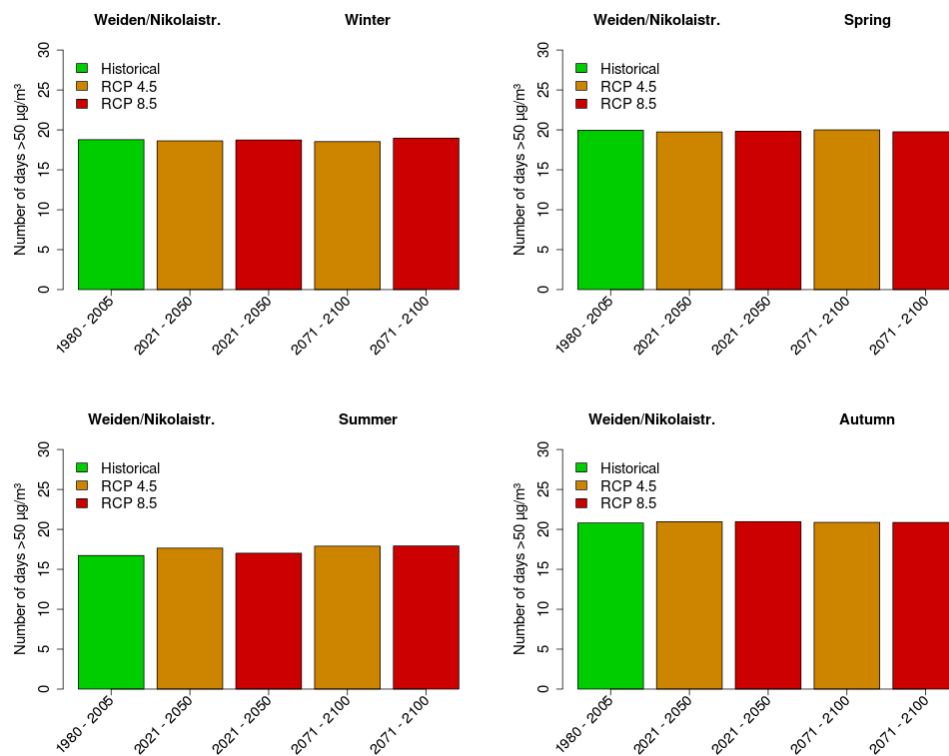 Weiden/Nikolaistr. Winter
Number of days >50 µg/m³
30
25
20
15
10
5
0
Historical
RCP 4.5
RCP 8.5
1980 - 2005
2021 - 2050
2021 - 2050
2071 - 2100
2071 - 2100
Weiden/Nikolaistr. Spring
Number of days >50 µg/m³
30
25
20
15
10
5
0
Historical
RCP 4.5
RCP 8.5
1980 - 2005
2021 - 2050
2021 - 2050
2071 - 2100
2071 - 2100
Weiden/Nikolaistr. Summer
Number of days >50 µg/m³
30
25
20
15
10
5
0
Historical
RCP 4.5
RCP 8.5
1980 - 2005
2021 - 2050
2021 - 2050
2071 - 2100
2071 - 2100
Weiden/Nikolaistr. Autumn
Number of days >50 µg/m³
30
25
20
15
10
5
0
Historical
RCP 4.5
RCP 8.5
1980 - 2005
2021 - 2050
2021 - 2050
2071 - 2100
2071 - 2100